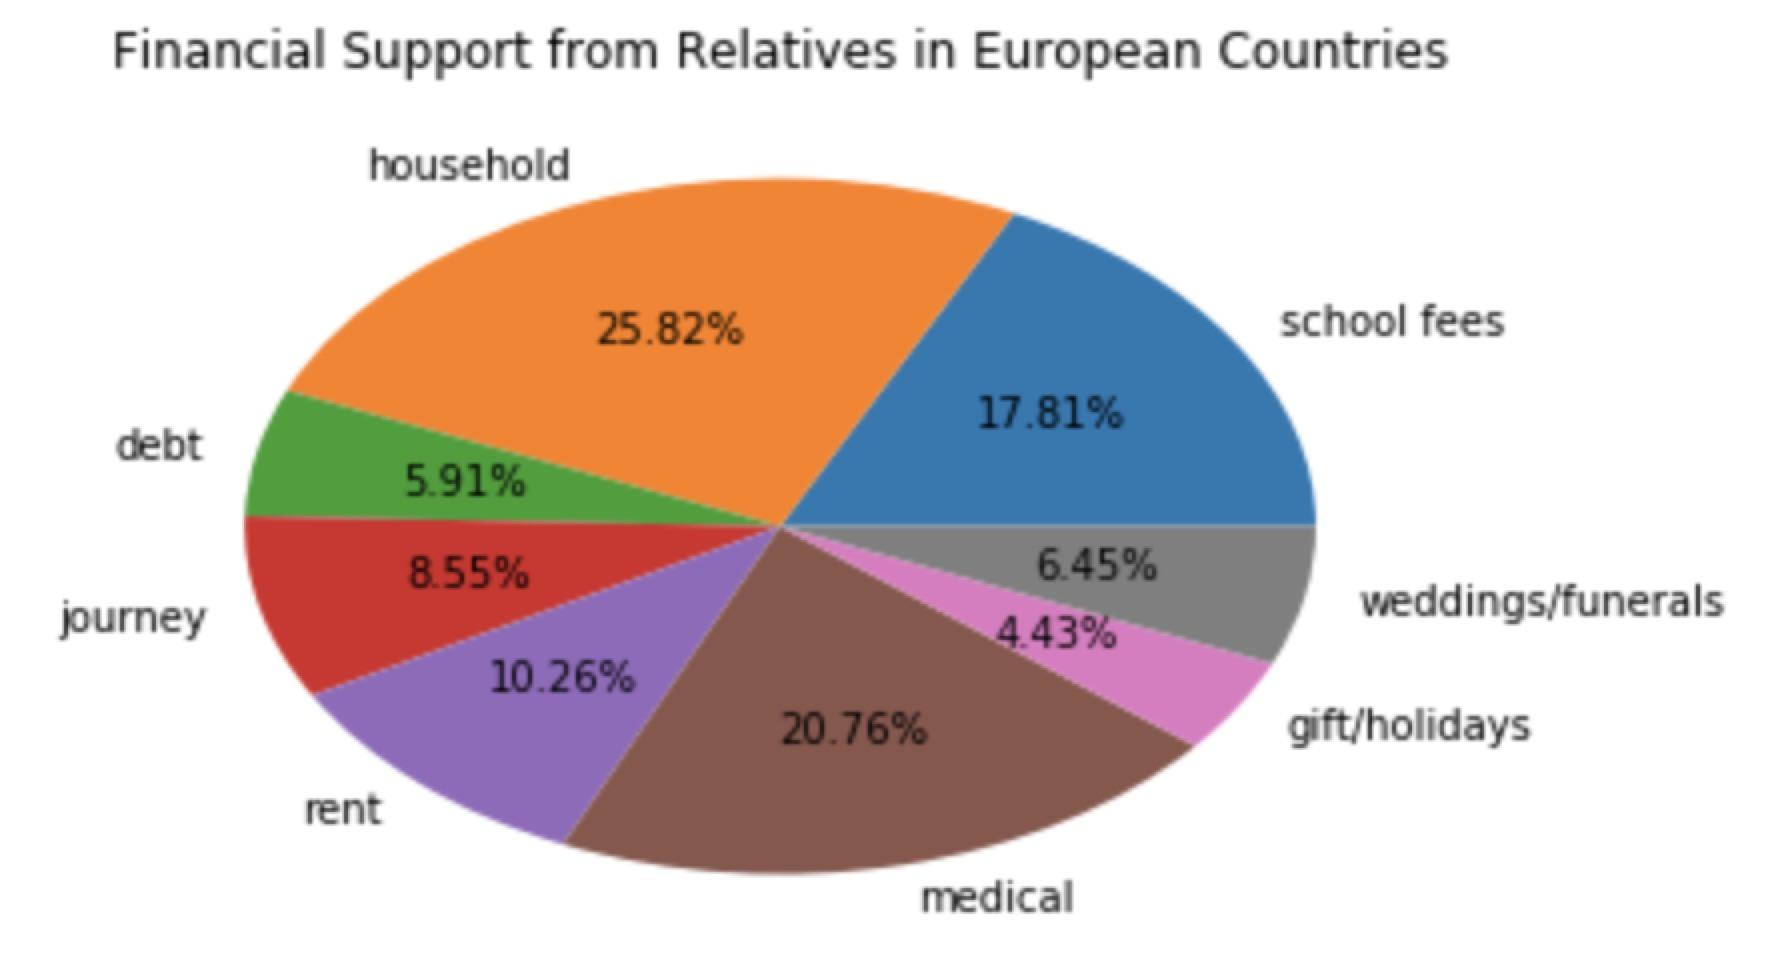 Financial Support from Relatives in European Countries
household
25.82%
school fees
17.81%
debt
5.91%
journey
8.55%
6.45%
weddings/funerals
4.43%
gift/holidays
10.26%
rent
20.76%
medical